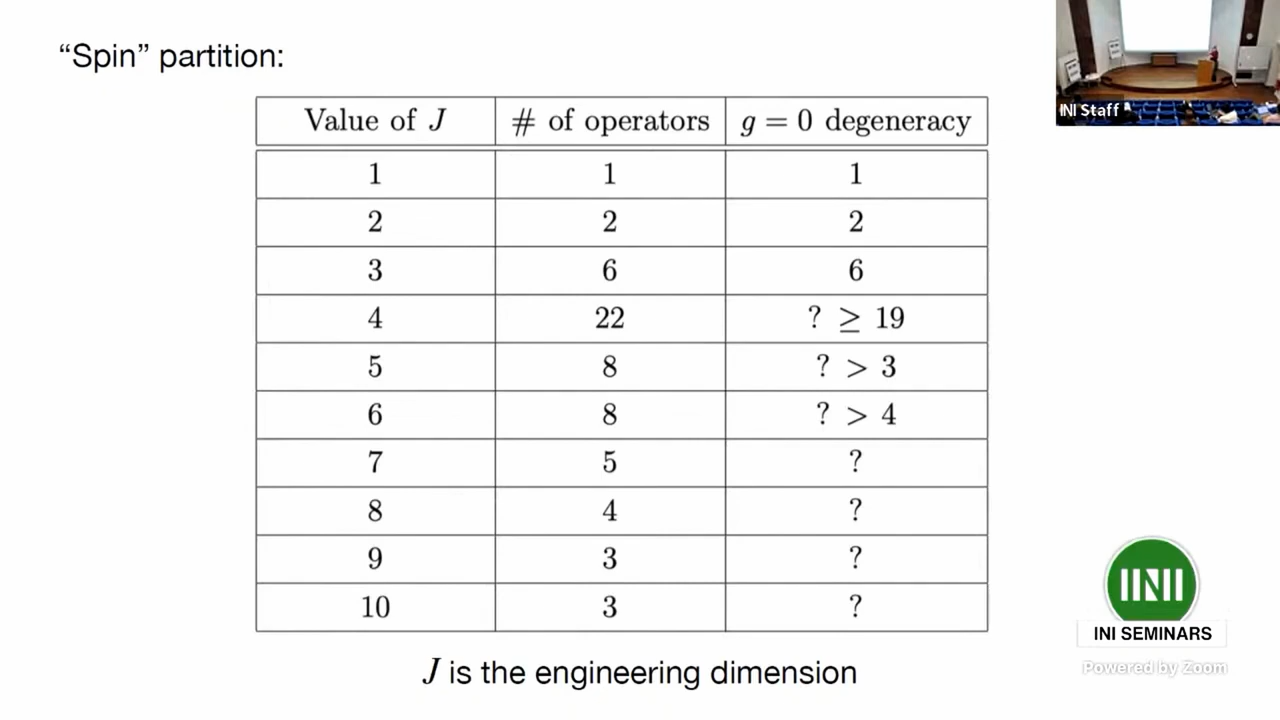 “Spin” partition:
Value of J # of operators g = 0 degeneracy
1 1 1
2 2 2
3 6 6
4 22 ? ≥ 19
5 8 ? > 3
6 8 ? > 4
7 5 ?
8 4 ?
9 3 ?
10 3 ?
J is the engineering dimension
INI Staff
INI
INI SEMINARS
Powered by Zoom